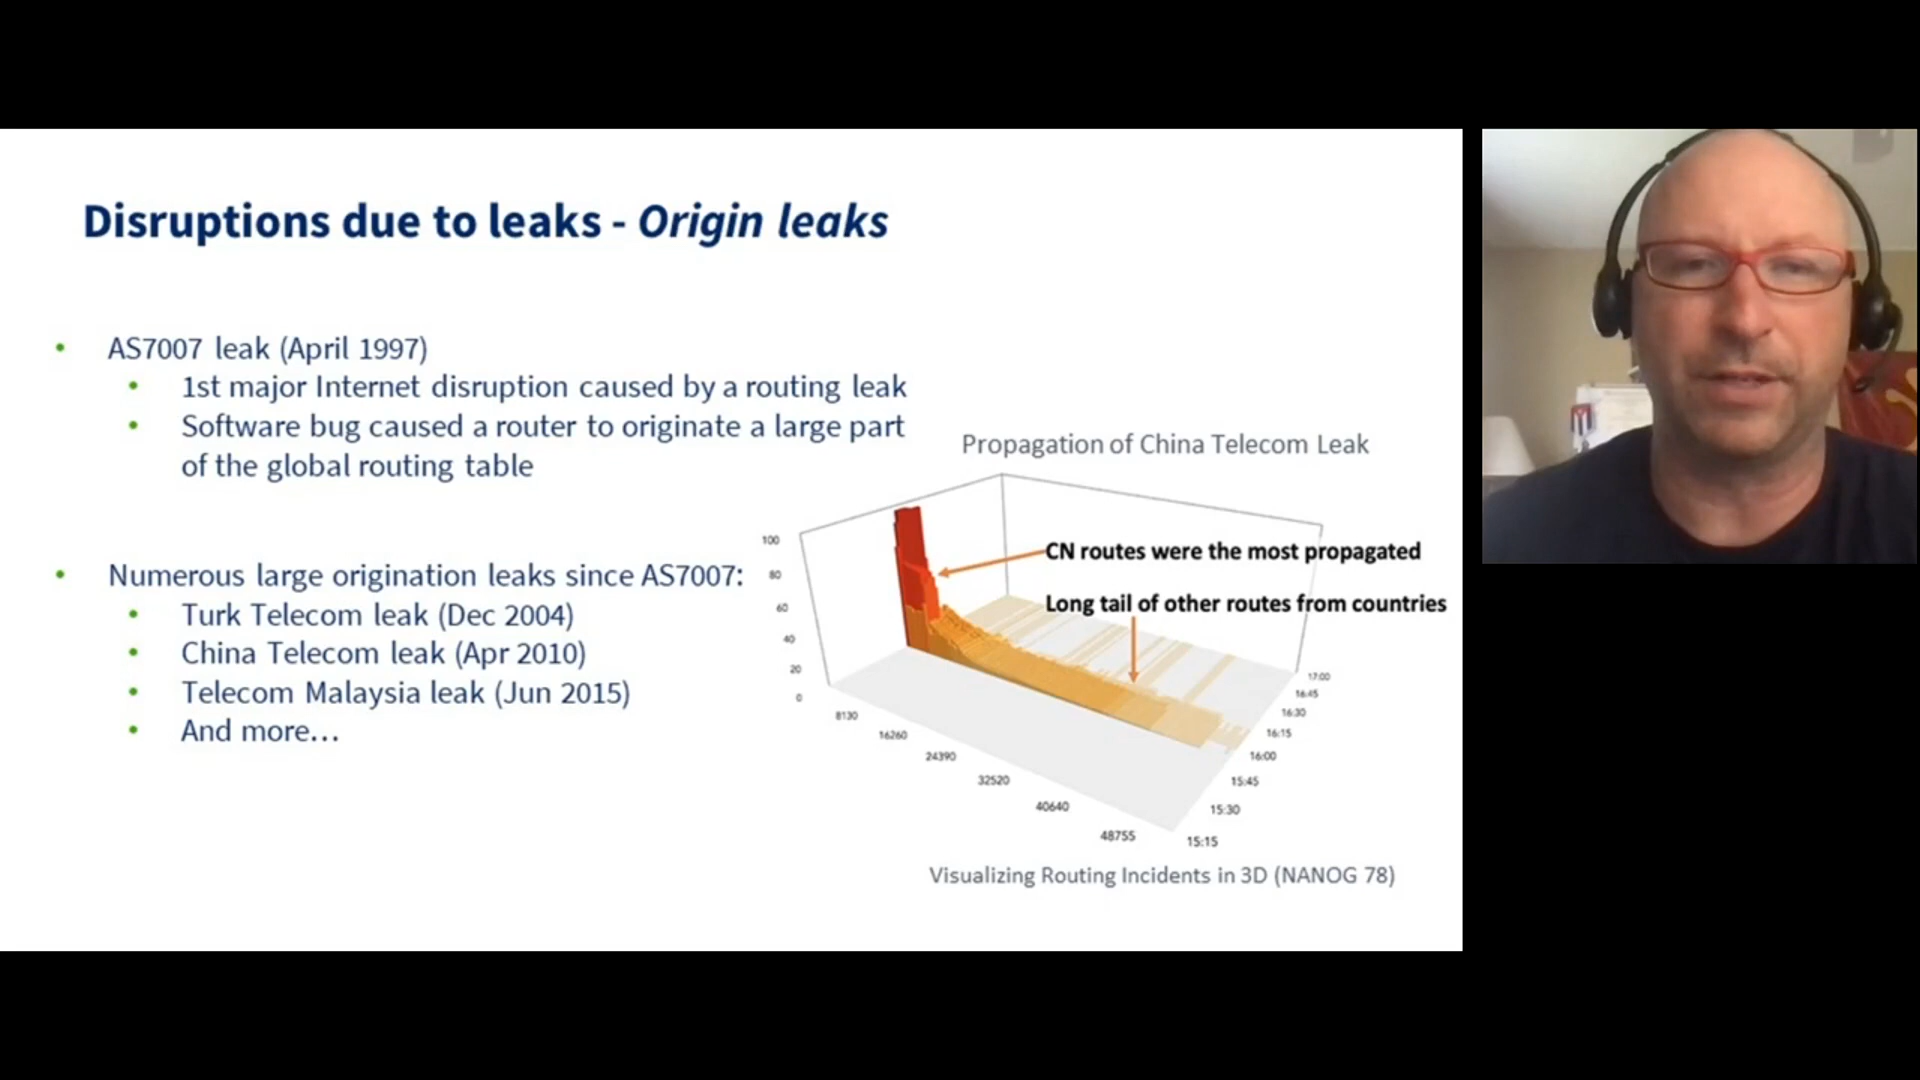 Disruptions due to leaks - Origin leaks
• AS7007 leak (April 1997)
• 1st major Internet disruption caused by a routing leak
• Software bug caused a router to originate a large part
of the global routing table
• Numerous large origination leaks since AS7007:
• Turk Telecom leak (Dec 2004)
• China Telecom leak (Apr 2010)
• Telecom Malaysia leak (Jun 2015)
• And more...
Propagation of China Telecom Leak
CN routes were the most propagated
Long tail of other routes from countries
100
80
60
40
20
0
8130
16260
24390
32520
40640
48755
17:00
16:45
16:30
16:15
16:00
15:45
15:30
15:15
Visualizing Routing Incidents in 3D (NANOG 78)